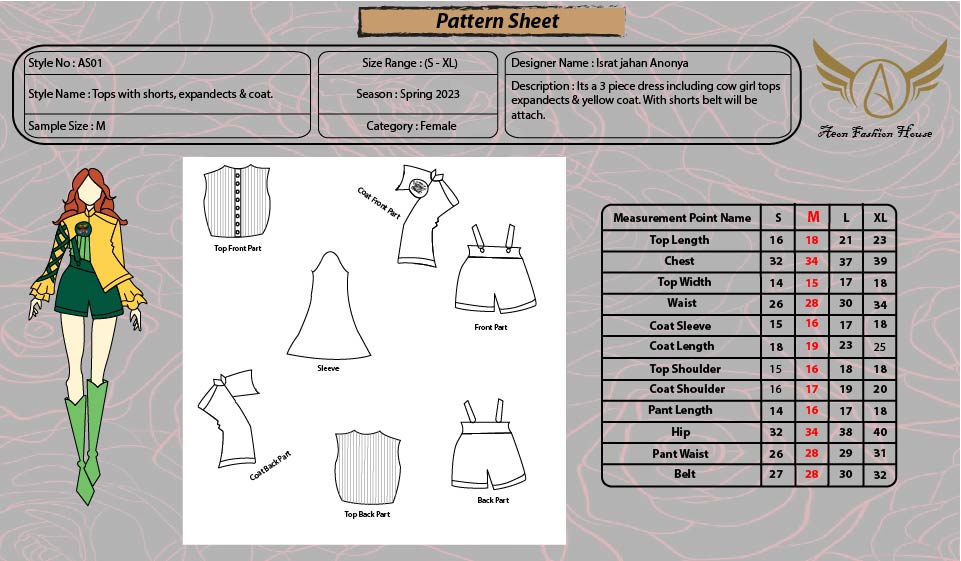 Pattern Sheet
Style No : AS01
Style Name : Tops with shorts, expandects & coat.
Sample Size : M
Size Range : (S - XL)
Season : Spring 2023
Category : Female
Designer Name : Israt jahan Anonya
Description : Its a 3 piece dress including cow girl tops
expandects & yellow coat. With shorts belt will be
attach.
Aeon Fashion House
Top Front Part
Coat Front Part
Front Part
Sleeve
Coat Back Part
Top Back Part
Back Part
Measurement Point Name S M L XL
Top Length 16 18 21 23
Chest 32 34 37 39
Top Width 14 15 17 18
Waist 26 28 30 34
Coat Sleeve 15 16 17 18
Coat Length 18 19 23 25
Top Shoulder 15 16 18 18
Coat Shoulder 16 17 19 20
Pant Length 14 16 17 18
Hip 32 34 38 40
Pant Waist 26 28 29 31
Belt 27 28 30 32